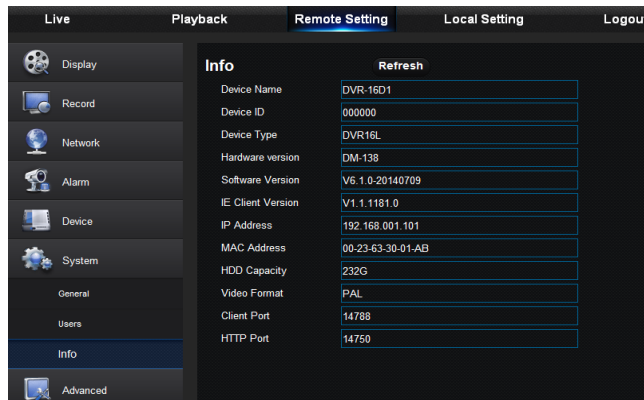 Live Playback Remote Setting Local Setting Logou
Display
Record
Network
Alarm
Device
System
General
Users
Info
Advanced
Info Refresh
Device Name DVR-16D1
Device ID 000000
Device Type DVR16L
Hardware version DM-138
Software Version V6.1.0-20140709
IE Client Version V1.1.1181.0
IP Address 192.168.001.101
MAC Address 00-23-63-30-01-AB
HDD Capacity 232G
Video Format PAL
Client Port 14788
HTTP Port 14750